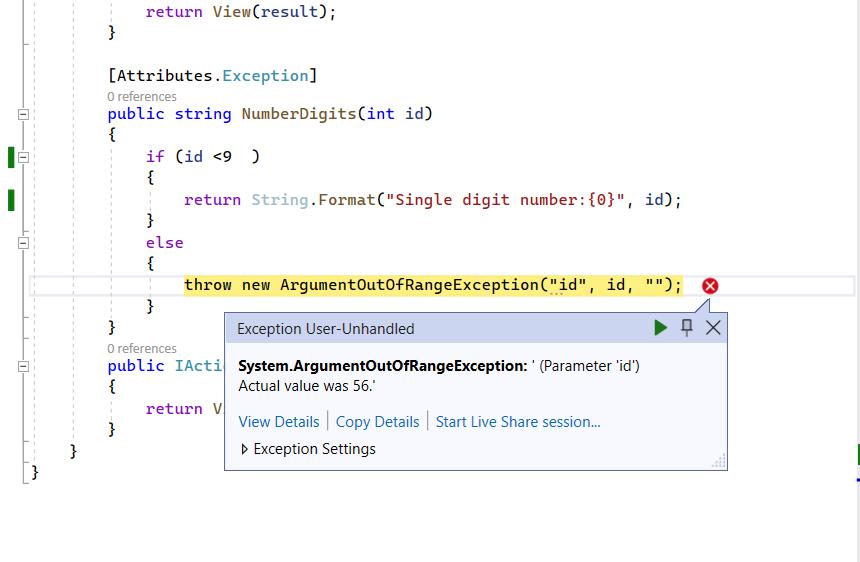 return View(result);
}
[Attributes.Exception]
0 references
public string NumberDigits(int id)
{
if (id <9  )
{
return String.Format("Single digit number:{0}", id);
}
else
{
throw new ArgumentOutOfRangeException("id", id, "");
}
}
Exception User-Unhandled
System.ArgumentOutOfRangeException: ' (Parameter 'id')
Actual value was 56.'
View Details | Copy Details | Start Live Share session...
Exception Settings
0 references
public IActi
{
return V
}
}
}